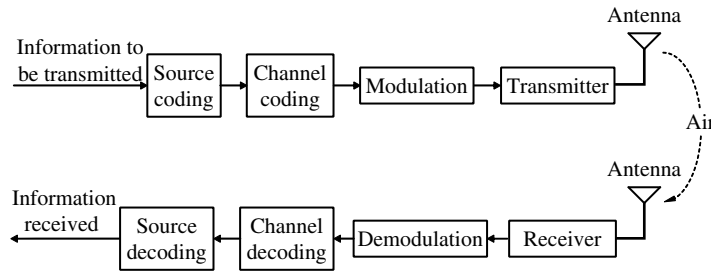 Antenna
Information to
be transmitted
Source
coding
Channel
coding
Modulation
Transmitter
Air
Antenna
Information
received
Source
decoding
Channel
decoding
Demodulation
Receiver